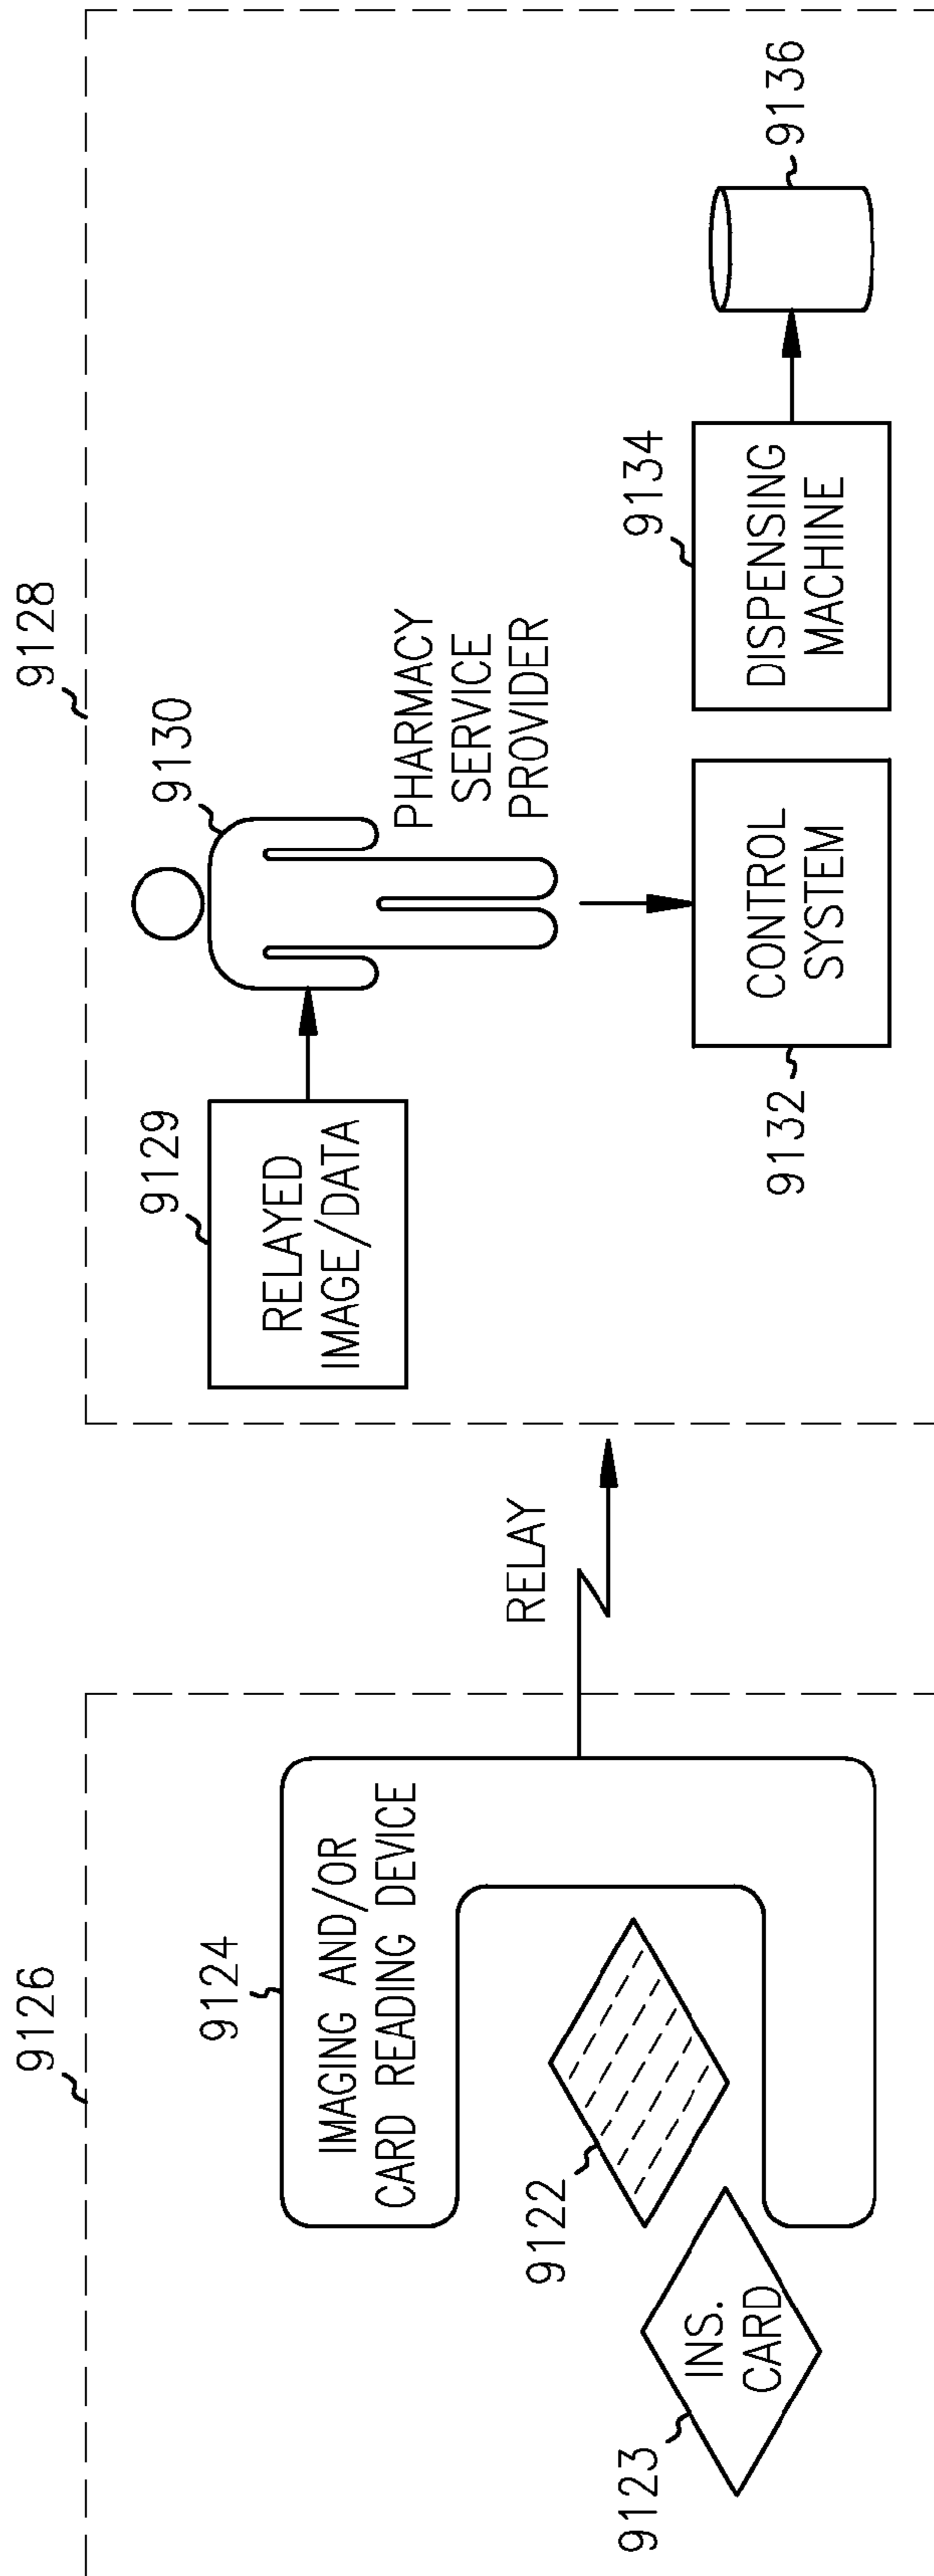 9126
9124
IMAGING AND/OR
CARD READING DEVICE
9122
9123
INS.
CARD
RELAY
9128
9129
RELAYED
IMAGE/DATA
9130
PHARMACY
SERVICE
PROVIDER
9132
CONTROL
SYSTEM
9134
DISPENSING
MACHINE
9136